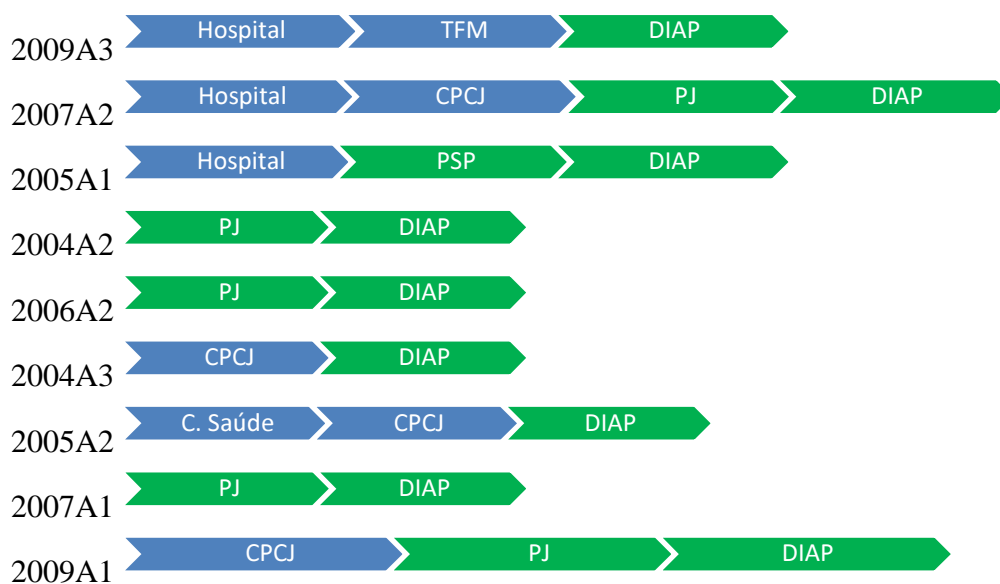 2009A3 Hospital TFM DIAP
2007A2 Hospital CPCJ PJ DIAP
2005A1 Hospital PSP DIAP
2004A2 PJ DIAP
2006A2 PJ DIAP
2004A3 CPCJ DIAP
2005A2 C. Saúde CPCJ DIAP
2007A1 PJ DIAP
2009A1 CPCJ PJ DIAP